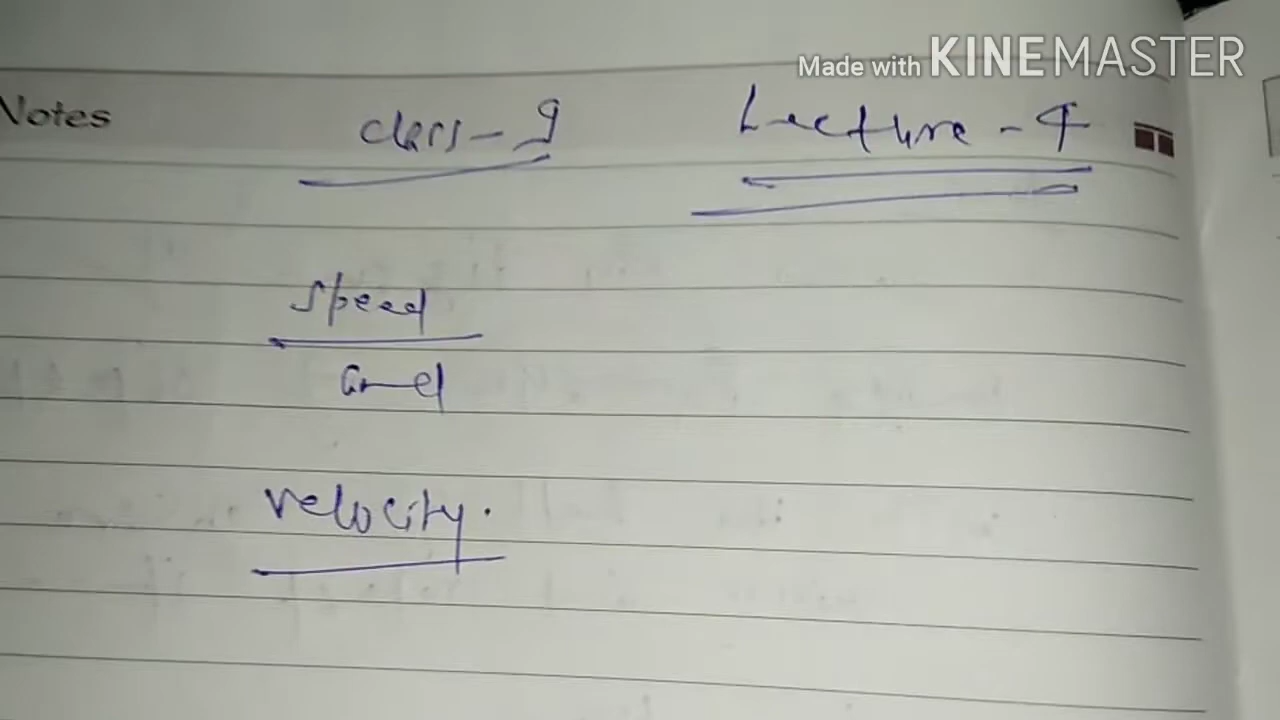 Made with KINEMASTER
Notes
class - 9 Lecture - 4
speed
and
velocity.